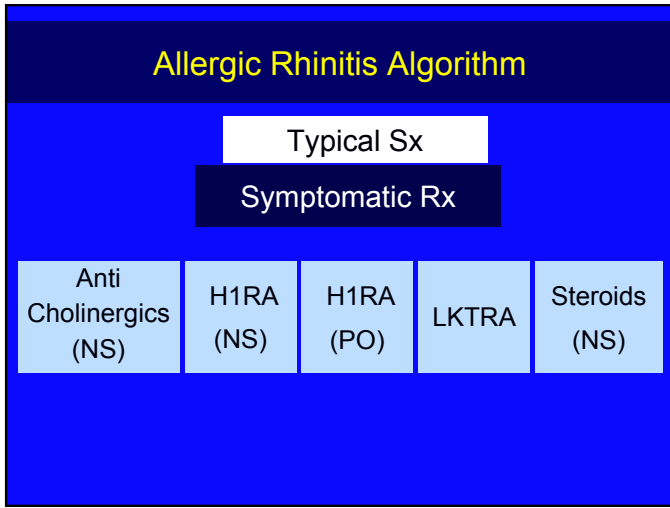 Allergic Rhinitis Algorithm
Typical Sx
Symptomatic Rx
Anti
Cholinergics
(NS)
H1RA
(NS)
H1RA
(PO)
LKTRA
Steroids
(NS)